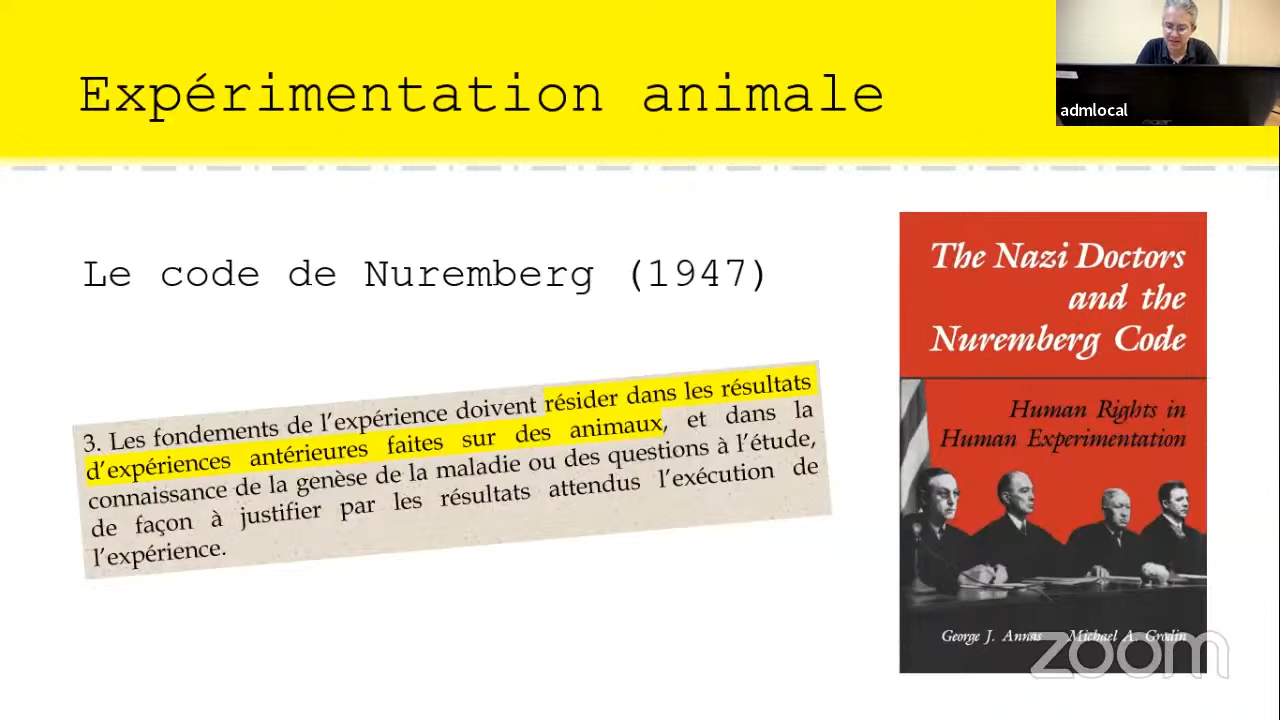 Expérimentation animale
admlocal
Le code de Nuremberg (1947)
3. Les fondements de l'expérience doivent résider dans les résultats
d'expériences antérieures faites sur des animaux, et dans la
connaissance de la genèse de la maladie ou des questions à l'étude,
de façon à justifier par les résultats attendus l'exécution de
l'expérience.
The Nazi Doctors
and the
Nuremberg Code
Human Rights in
Human Experimentation
George J. Annas Michael A. Grodin
zoom